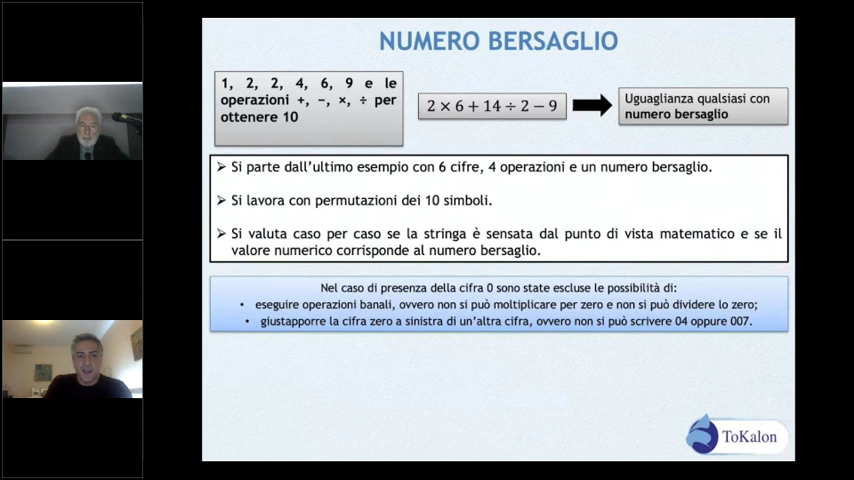 NUMERO BERSAGLIO
1, 2, 2, 4, 6, 9 e le
operazioni +, −, ×, ÷ per
ottenere 10
2 × 6 + 14 ÷ 2 − 9
Uguaglianza qualsiasi con
numero bersaglio
➢ Si parte dall'ultimo esempio con 6 cifre, 4 operazioni e un numero bersaglio.
➢ Si lavora con permutazioni dei 10 simboli.
➢ Si valuta caso per caso se la stringa è sensata dal punto di vista matematico e se il
valore numerico corrisponde al numero bersaglio.
Nel caso di presenza della cifra 0 sono state escluse le possibilità di:
• eseguire operazioni banali, ovvero non si può moltiplicare per zero e non si può dividere lo zero;
• giustapporre la cifra zero a sinistra di un'altra cifra, ovvero non si può scrivere 04 oppure 007.
ToKalon